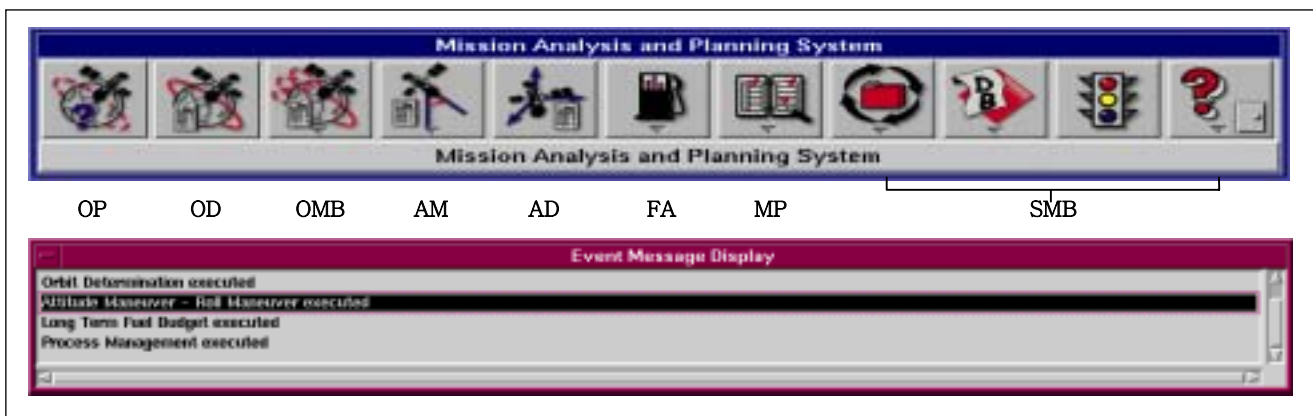 Mission Analysis and Planning System
DB
Mission Analysis and Planning System
OP OD OMB AM AD FA MP SMB
Event Message Display
Orbit Determination executed
Attitude Maneuver - Roll Maneuver executed
Long Term Fuel Budget executed
Process Management executed